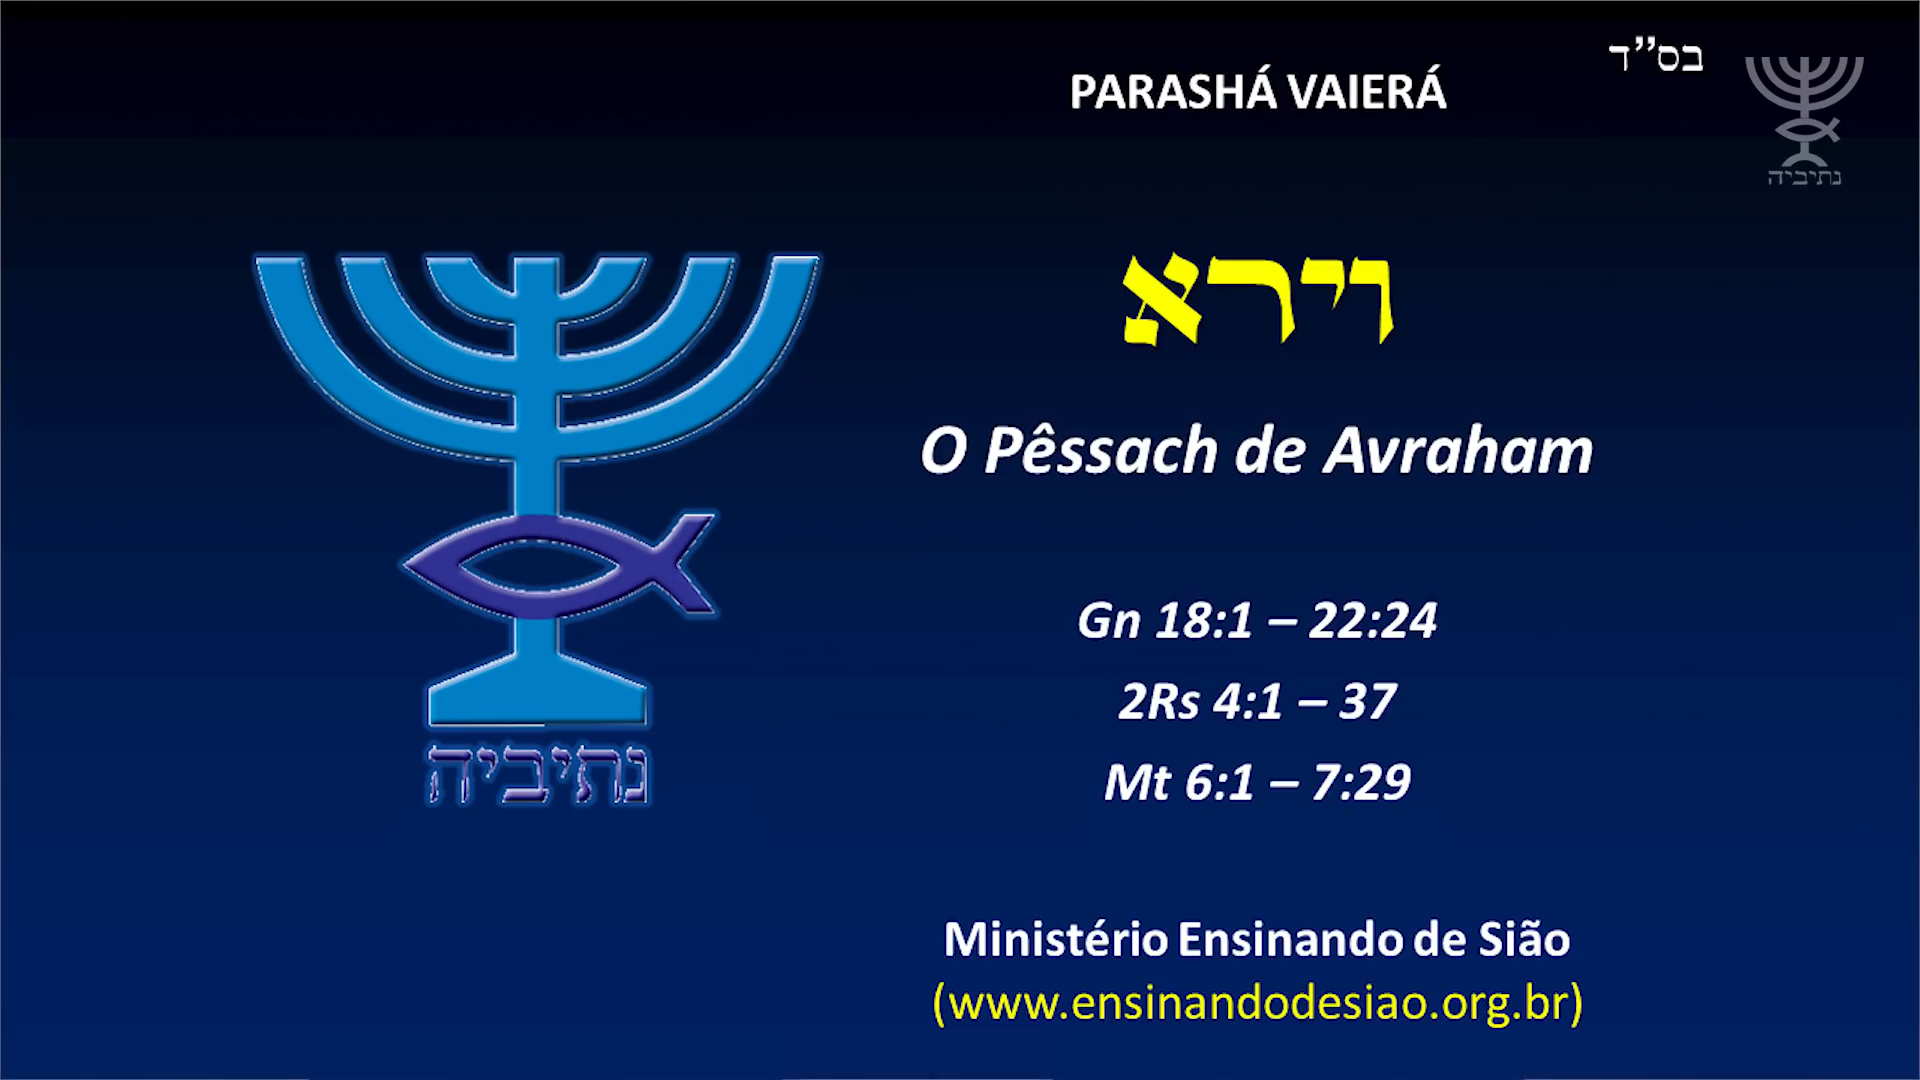 בס"ד
PARASHÁ VAIERÁ
נתיביה
וירא
O Pêssach de Avraham
Gn 18:1 – 22:24
2Rs 4:1 – 37
Mt 6:1 – 7:29
נתיביה
Ministério Ensinando de Sião
(www.ensinandodesiao.org.br)